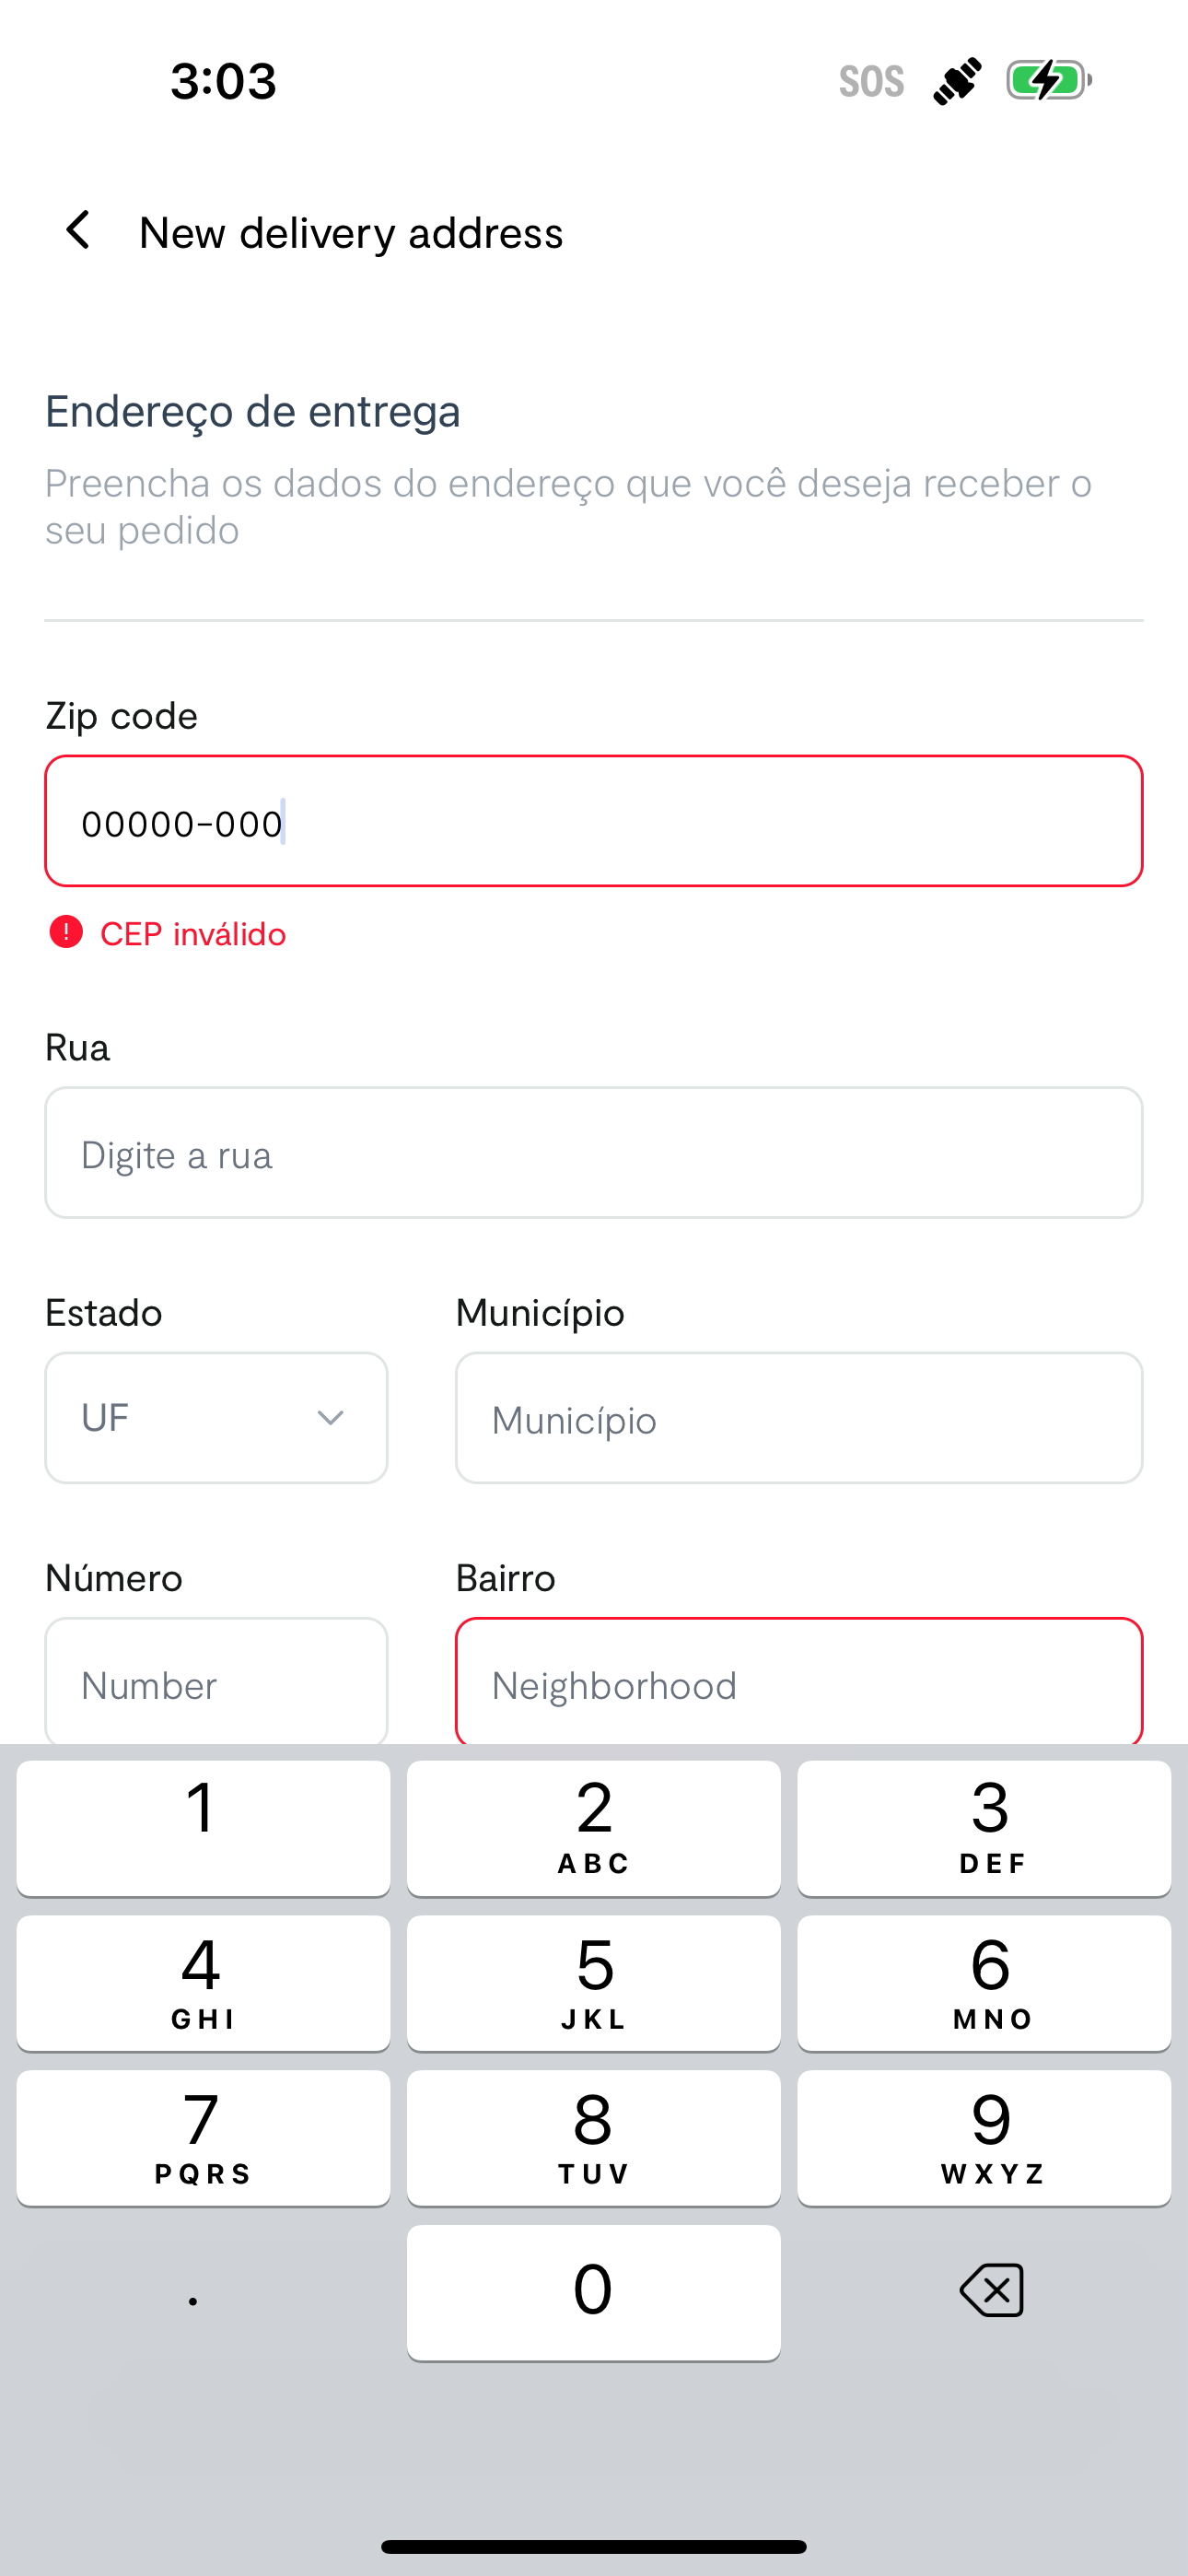 3:03 SOS
New delivery address
Endereço de entrega
Preencha os dados do endereço que você deseja receber o
seu pedido
Zip code
00000-000
! CEP inválido
Rua
Digite a rua
Estado Município
UF Município
Número Bairro
Number Neighborhood
1 2 3
ABC DEF
4 5 6
GHI JKL MNO
7 8 9
PQRS TUV WXYZ
. 0